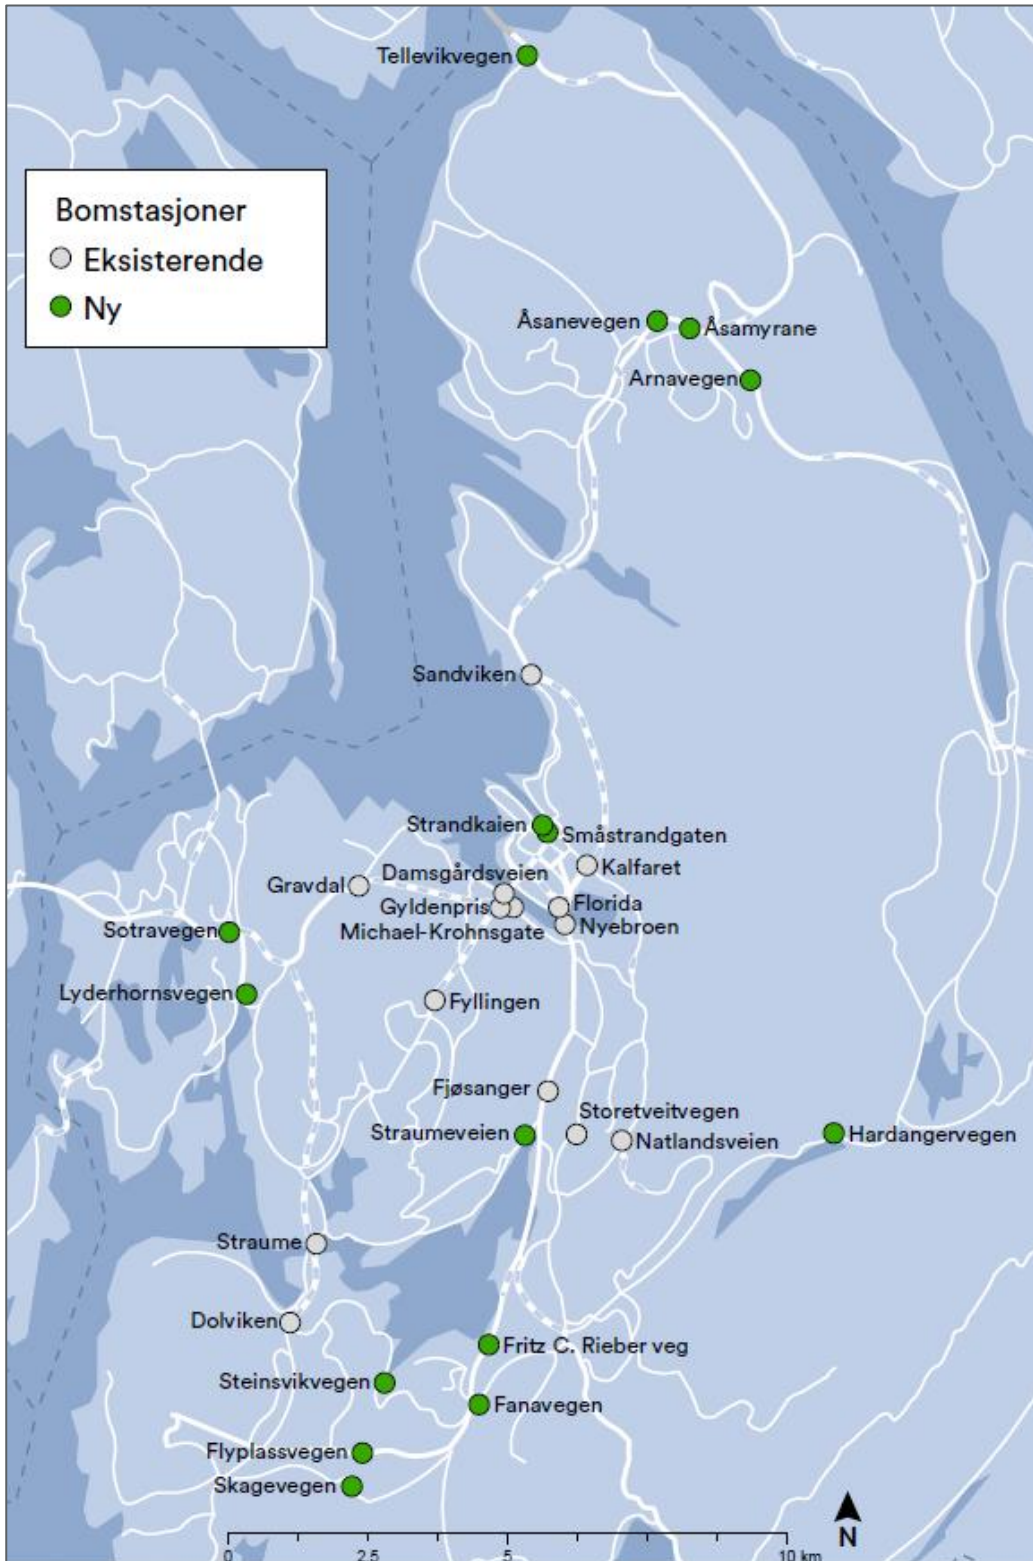 Tellevikvegen
Bomstasjoner
Eksisterende
Ny
Åsanevegen
Åsamyrane
Arnavegen
Sandviken
Strandkaien
Småstrandgaten
Damsgårdsveien
Kalfaret
Gravdal
Gyldenpris
Florida
Michael-Krohnsgate
Nyebroen
Sotravegen
Lyderhornsvegen
Fyllingen
Fjøsanger
Storetveitvegen
Straumeveien
Natlandsveien
Hardangervegen
Straume
Dolviken
Fritz C. Rieber veg
Steinsvikvegen
Fanavegen
Flyplassvegen
Skagevegen
N
0 2.5 5 10 km